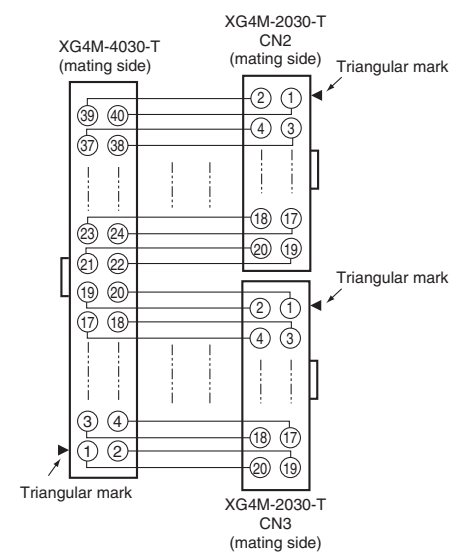 XG4M-4030-T
(mating side)
XG4M-2030-T
CN2
(mating side)
Triangular mark
39 40
37 38
23 24
21 22
19 20
17 18
3 4
1 2
Triangular mark
2 1
4 3
18 17
20 19
Triangular mark
2 1
4 3
18 17
20 19
XG4M-2030-T
CN3
(mating side)